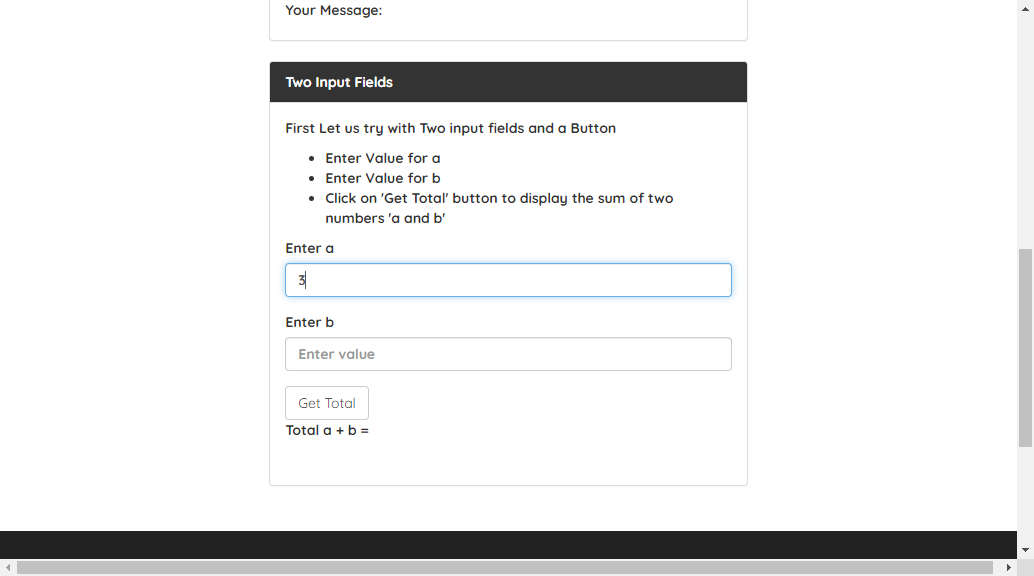 Your Message:
Two Input Fields
First Let us try with Two input fields and a Button
Enter Value for a
Enter Value for b
Click on 'Get Total' button to display the sum of two
numbers 'a and b'
Enter a
3
Enter b
Enter value
Get Total
Total a + b =